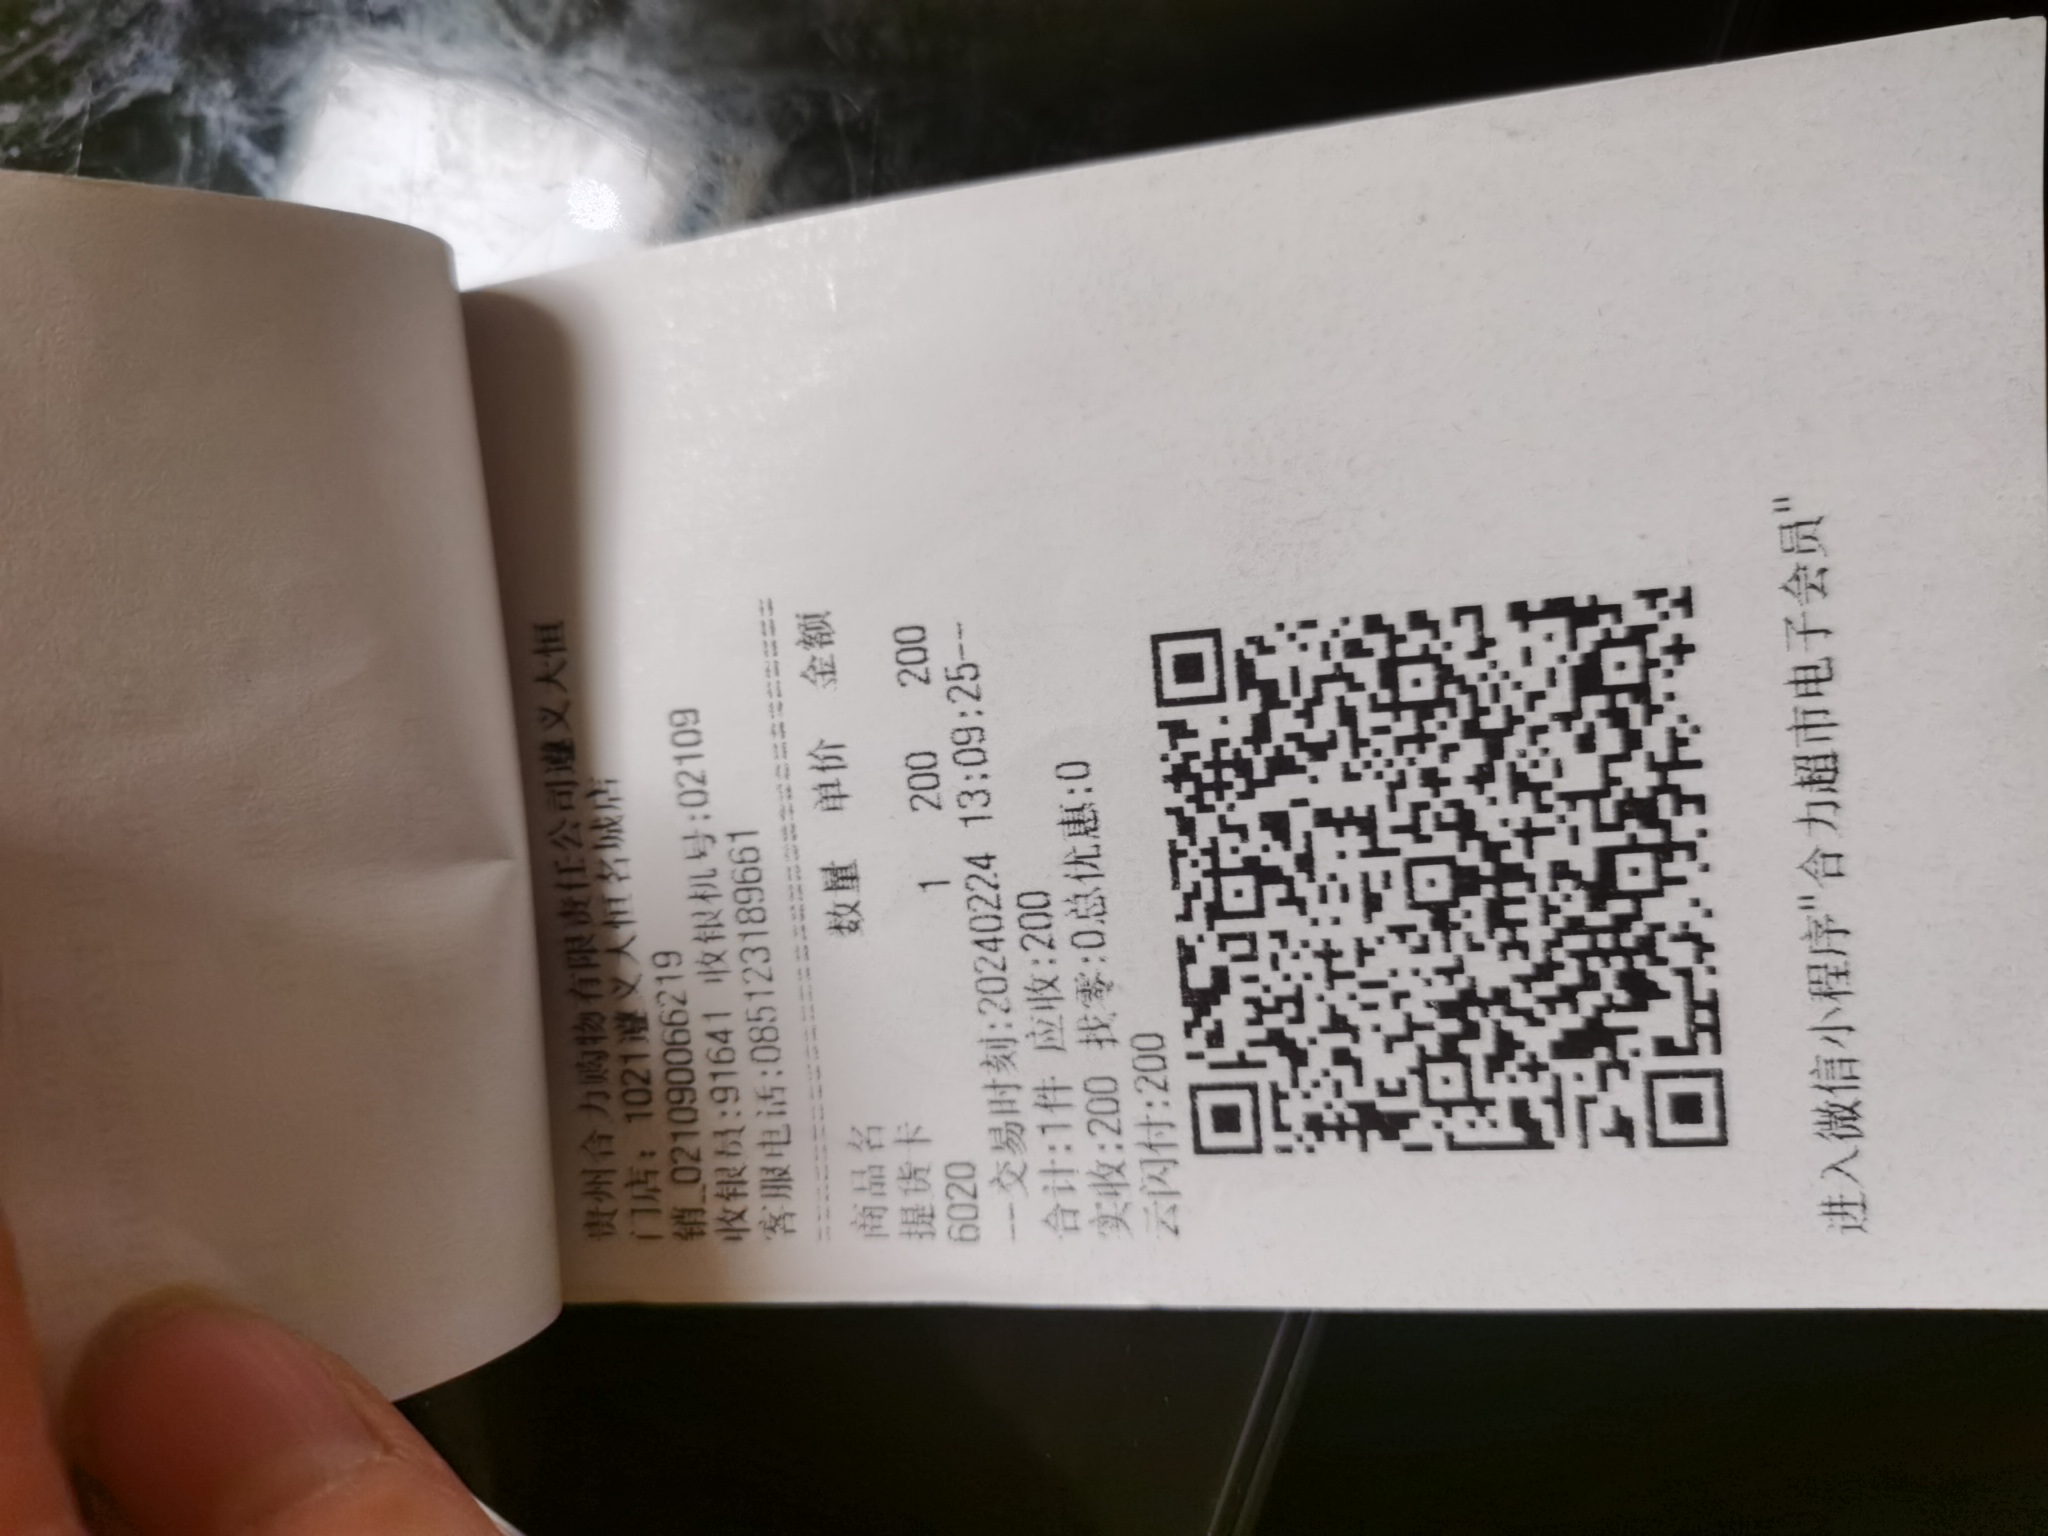 贵州合力购物有限责任公司遵义大恒
门店：1021遵义大恒名城店
销_0210900066219
收银员:91641 收银机号:02109
客服电话:085123189661
商品名 数量 单价 金额
提货卡
6020 1 200 200
--交易时刻:20240224 13:09:25--
合计:1件 应收:200
实收:200 找零:0总优惠:0
云闪付:200
进入微信小程序"合力超市电子会员"